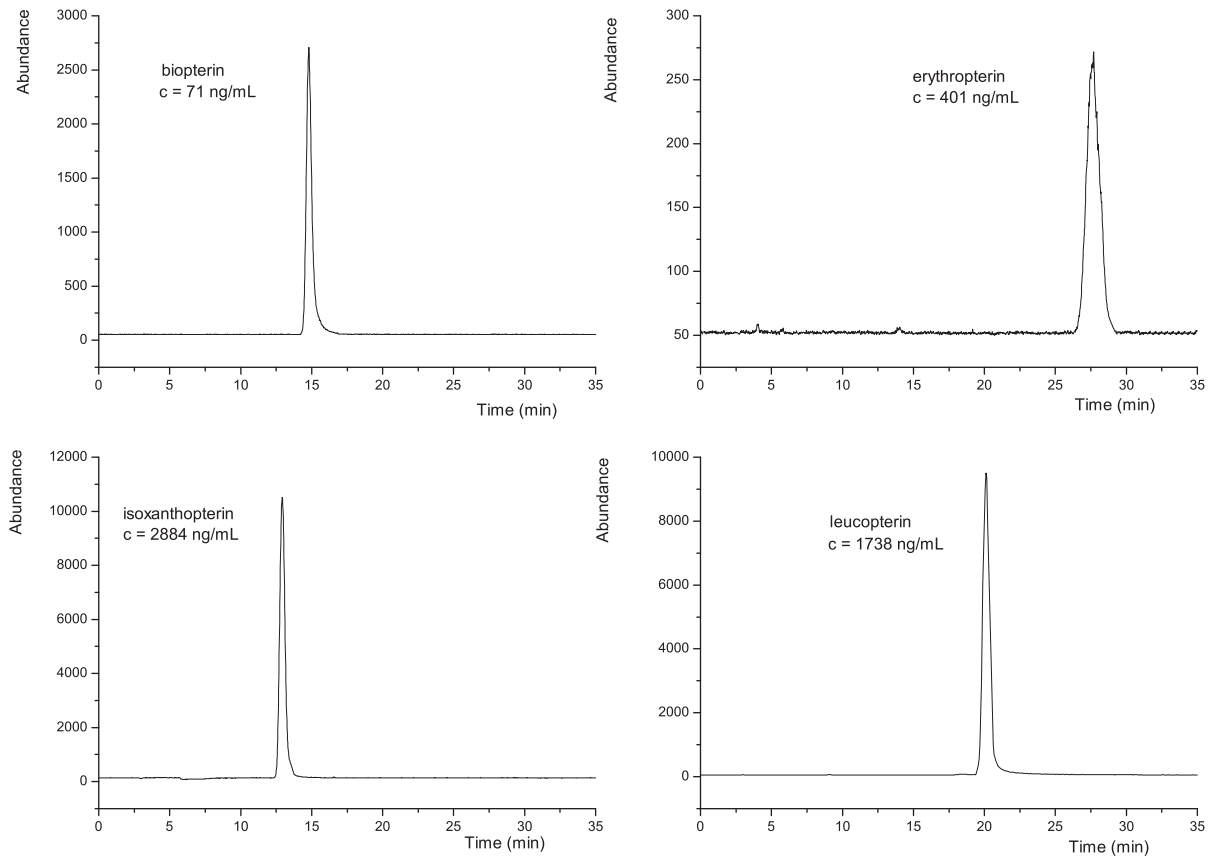 Abundance
3000
2500
2000
1500
1000
500
0
biopterin
c = 71 ng/mL
0 5 10 15 20 25 30 35
Time (min)
Abundance
300
250
200
150
100
50
erythropterin
c = 401 ng/mL
0 5 10 15 20 25 30 35
Time (min)
Abundance
12000
10000
8000
6000
4000
2000
0
isoxanthopterin
c = 2884 ng/mL
0 5 10 15 20 25 30 35
Time (min)
Abundance
10000
8000
6000
4000
2000
0
leucopterin
c = 1738 ng/mL
0 5 10 15 20 25 30 35
Time (min)